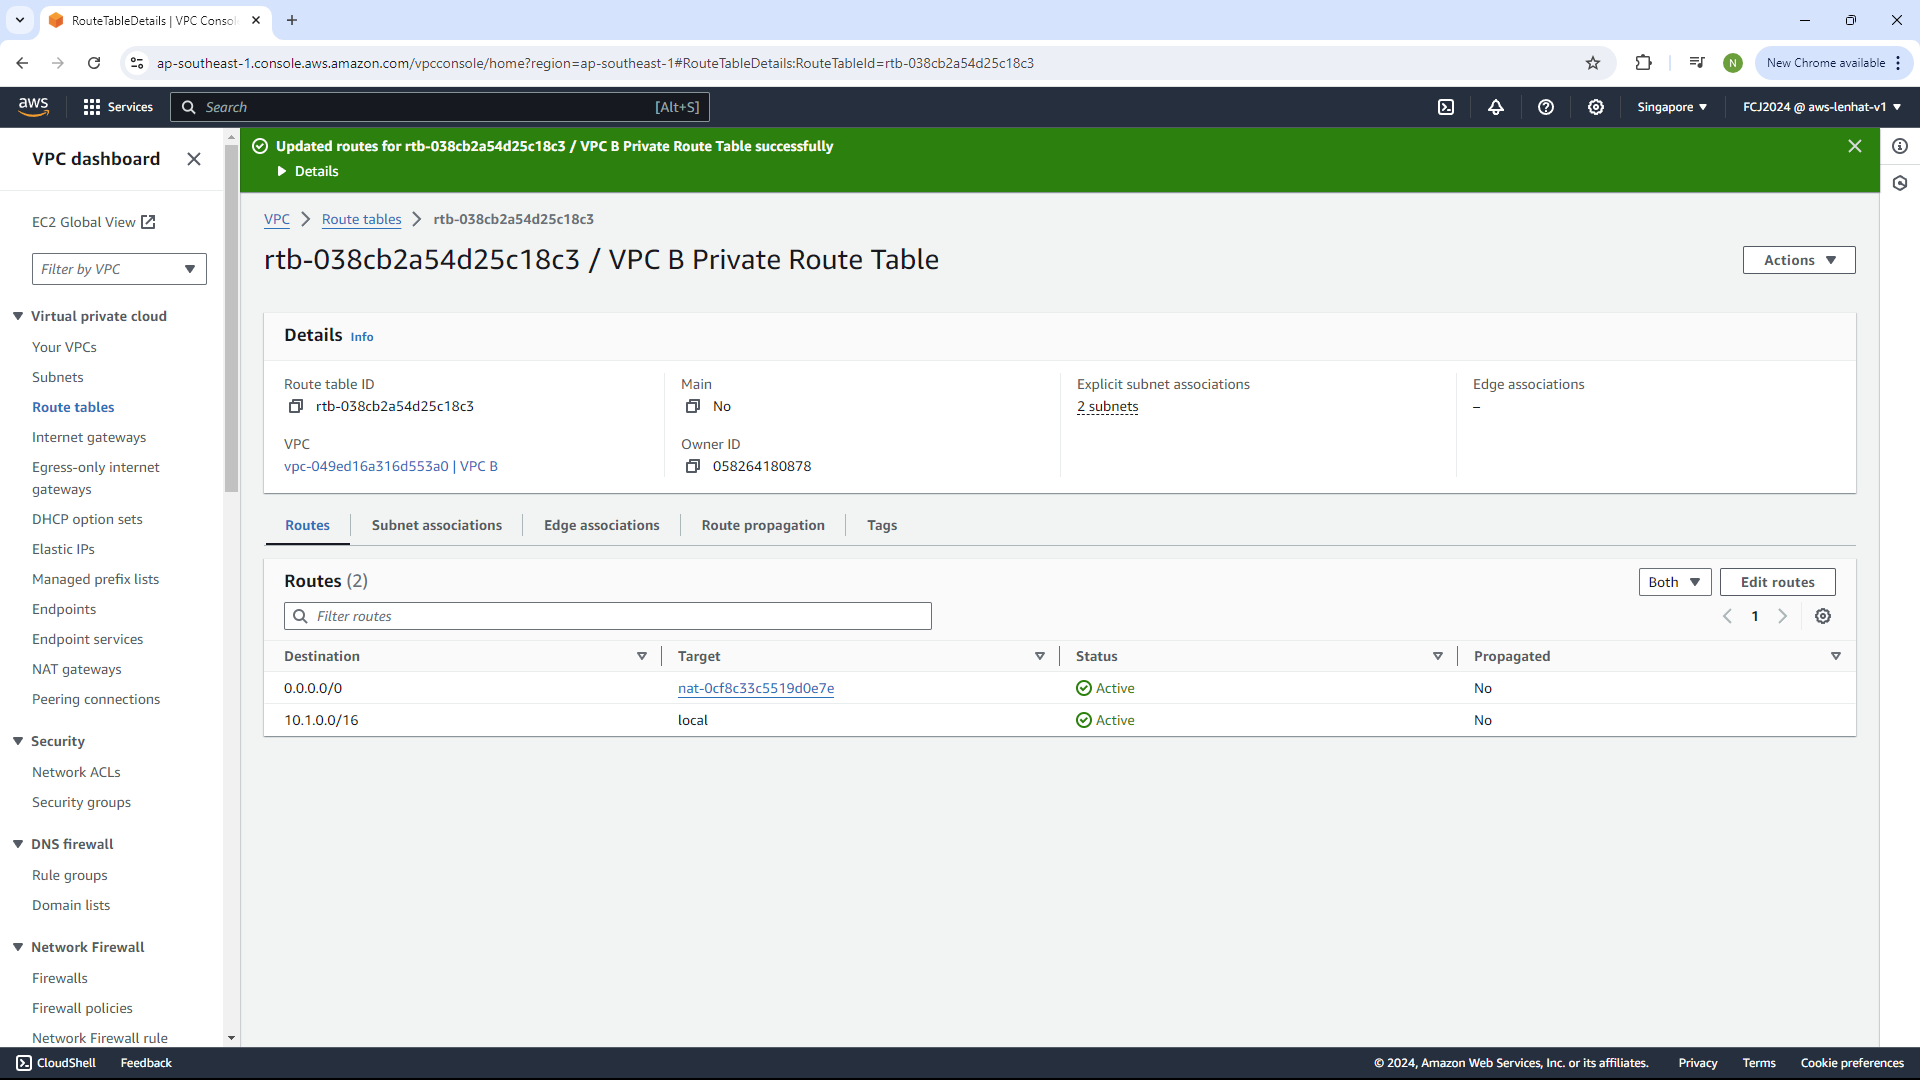 RouteTableDetails | VPC Conso
ap-southeast-1.console.aws.amazon.com/vpcconsole/home?region=ap-southeast-1#RouteTableDetails:RouteTableId=rtb-038cb2a54d25c18c3
N
New Chrome available
aws
Services
Search
[Alt+S]
Singapore
FCJ2024 @ aws-lenhat-v1
VPC dashboard
EC2 Global View
Filter by VPC
Virtual private cloud
Your VPCs
Subnets
Route tables
Internet gateways
Egress-only internet
gateways
DHCP option sets
Elastic IPs
Managed prefix lists
Endpoints
Endpoint services
NAT gateways
Peering connections
Security
Network ACLs
Security groups
DNS firewall
Rule groups
Domain lists
Network Firewall
Firewalls
Firewall policies
Network Firewall rule
Updated routes for rtb-038cb2a54d25c18c3 / VPC B Private Route Table successfully
Details
VPC
Route tables
rtb-038cb2a54d25c18c3
rtb-038cb2a54d25c18c3 / VPC B Private Route Table
Actions
Details Info
Route table ID
rtb-038cb2a54d25c18c3
Main
No
Explicit subnet associations
2 subnets
Edge associations
–
VPC
vpc-049ed16a316d553a0 | VPC B
Owner ID
058264180878
Routes
Subnet associations
Edge associations
Route propagation
Tags
Routes (2)
Both
Edit routes
Filter routes
1
Destination Target Status Propagated
0.0.0.0/0 nat-0cf8c33c5519d0e7e Active No
10.1.0.0/16 local Active No
CloudShell
Feedback
© 2024, Amazon Web Services, Inc. or its affiliates.
Privacy
Terms
Cookie preferences